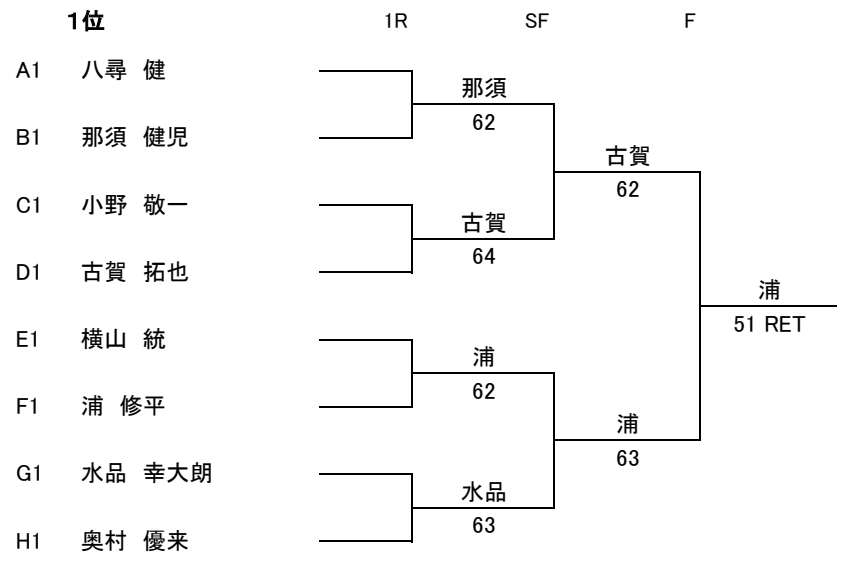 1位 1R SF F
A1 八尋 健
那須
62
B1 那須 健児
古賀
62
C1 小野 敬一
古賀
64
D1 古賀 拓也
浦
51 RET
E1 横山 統
浦
62
F1 浦 修平
浦
63
G1 水品 幸大朗
水品
63
H1 奥村 優来